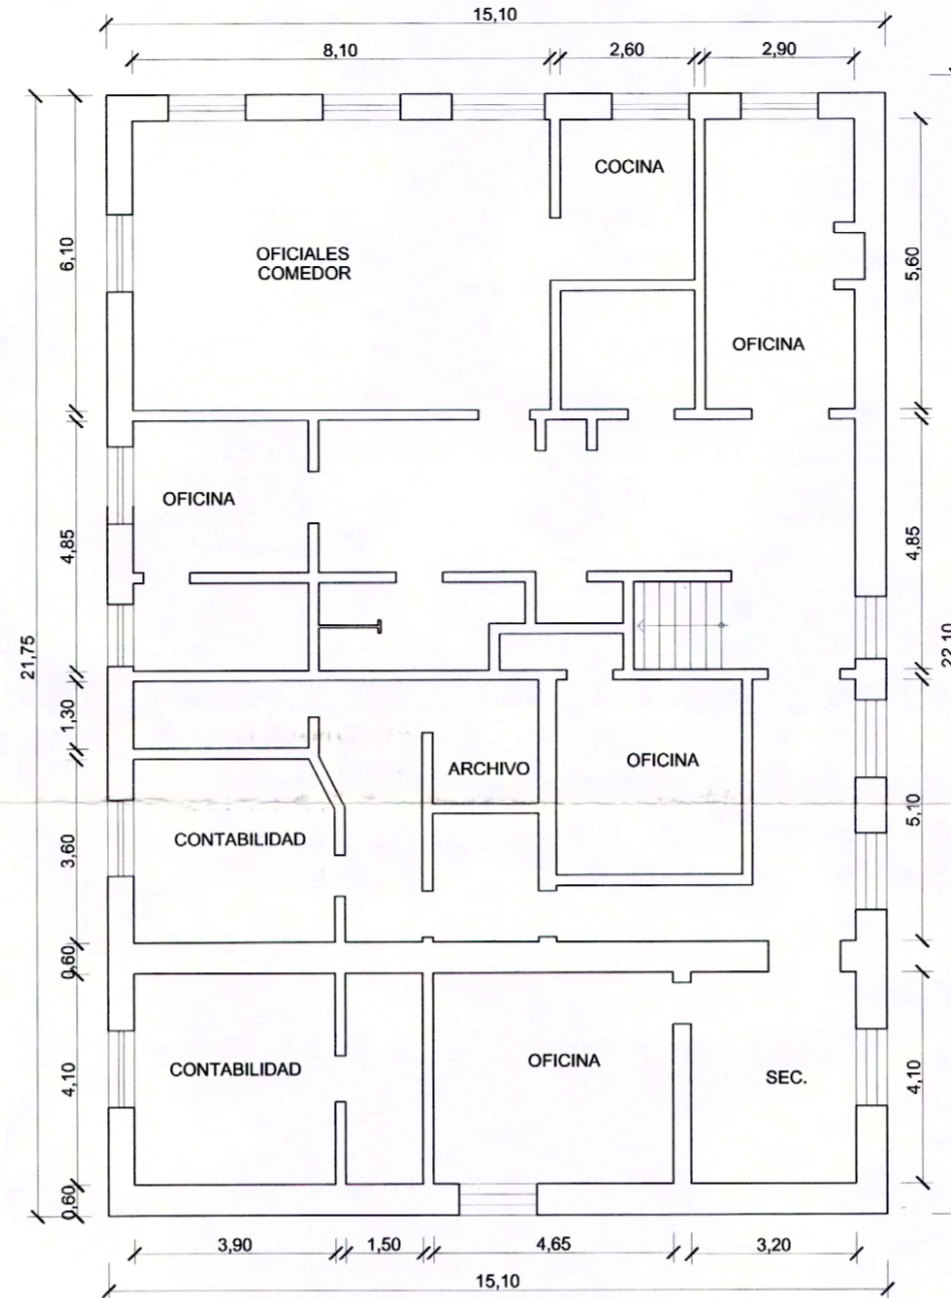 15,10
8,10
2,60
2,90
COCINA
OFICIALES
COMEDOR
6,10
5,60
OFICINA
OFICINA
4,85
4,85
21,75
22,10
1,30
ARCHIVO
OFICINA
CONTABILIDAD
3,60
5,10
0,60
CONTABILIDAD
OFICINA
SEC.
4,10
4,10
0,60
3,90
1,50
4,65
3,20
15,10